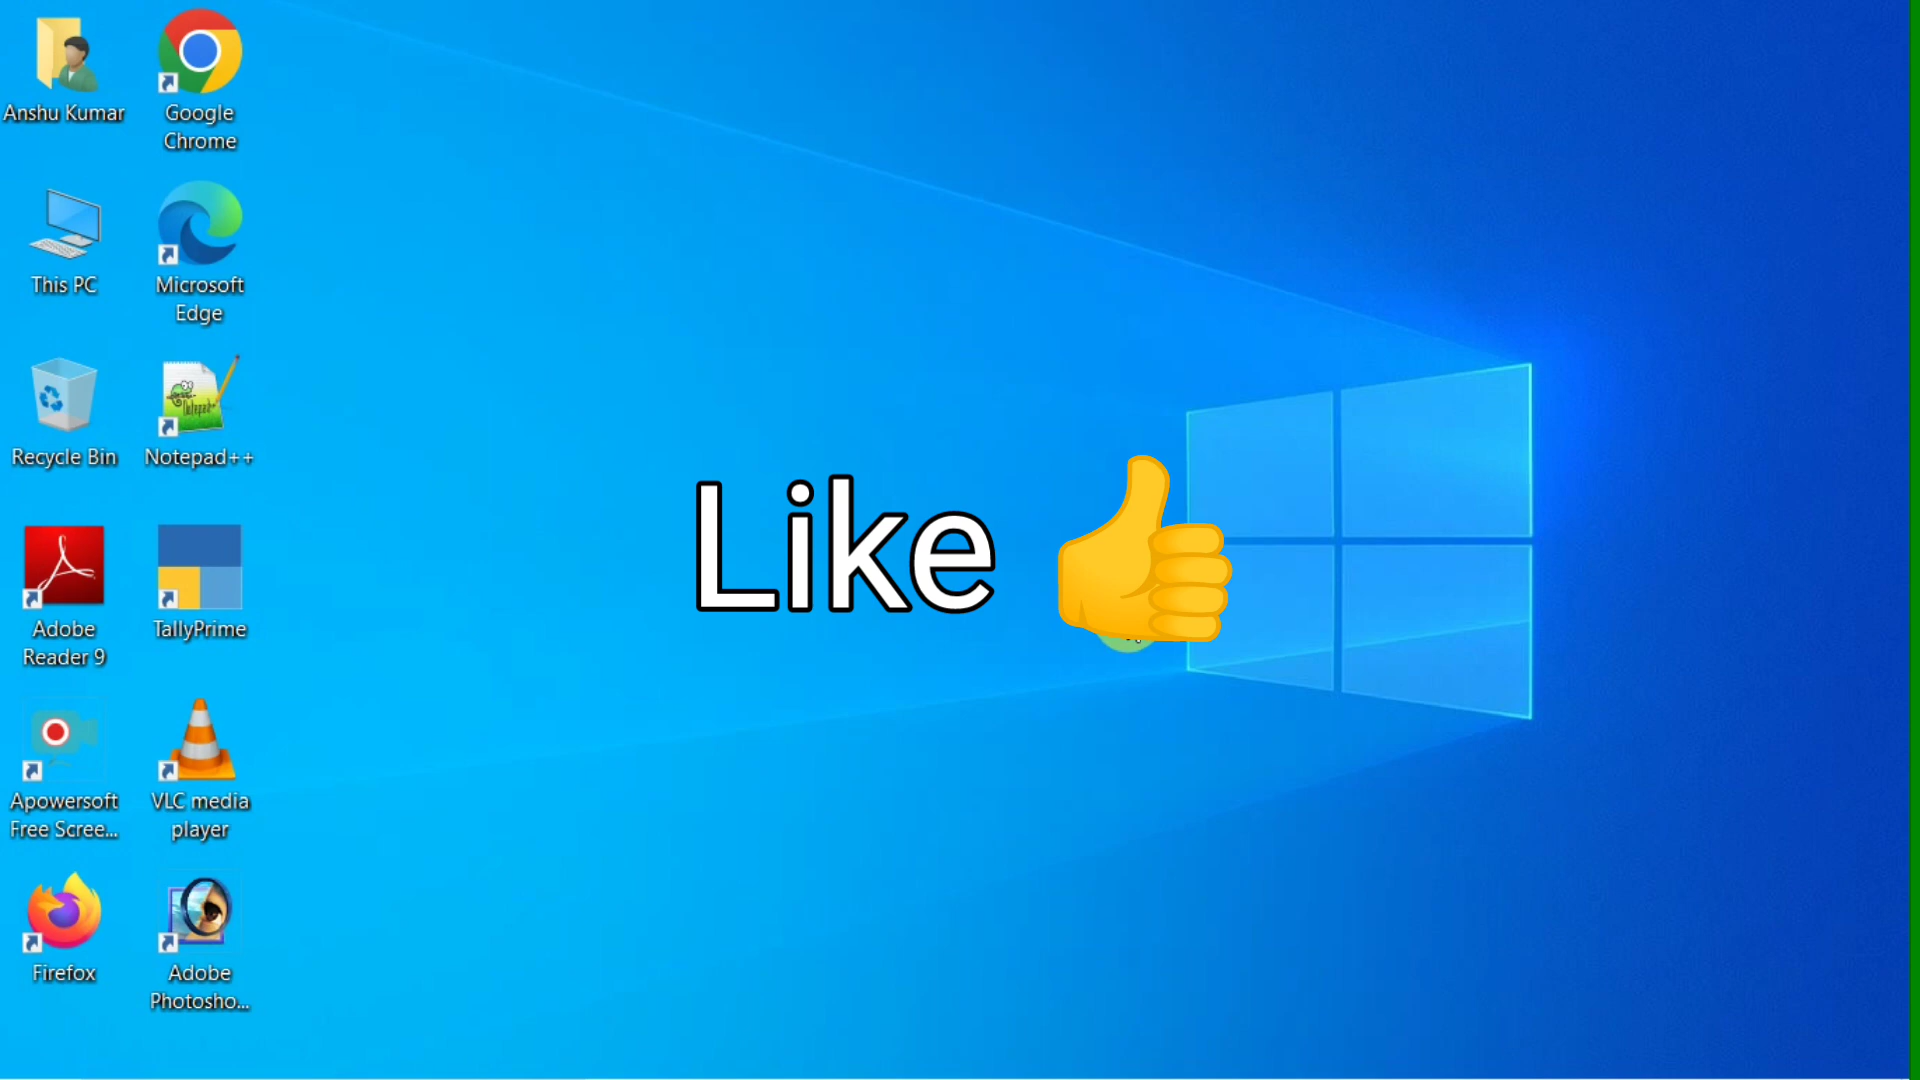 Anshu Kumar
Google
Chrome
This PC
Microsoft
Edge
Recycle Bin
Notepad++
Adobe
Reader 9
TallyPrime
Apowersoft
Free Scree...
VLC media
player
Firefox
Adobe
Photosho...
Like 👍